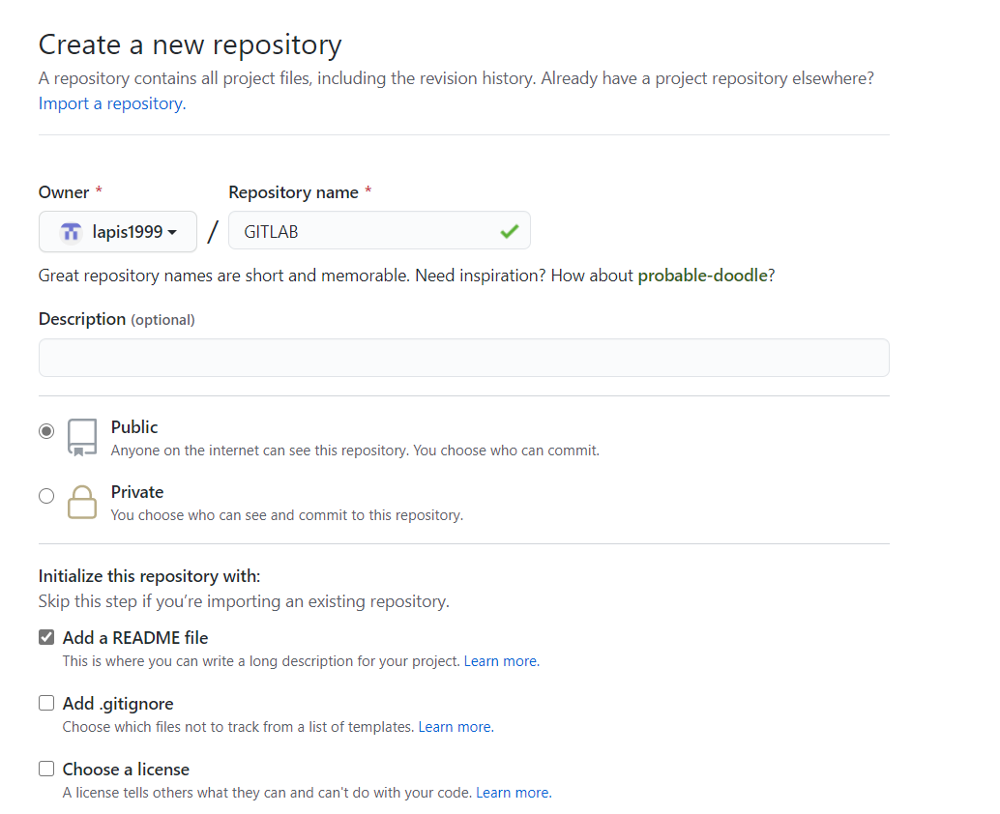 Create a new repository
A repository contains all project files, including the revision history. Already have a project repository elsewhere?
Import a repository.
Owner * Repository name *
lapis1999 / GITLAB
Great repository names are short and memorable. Need inspiration? How about probable-doodle?
Description (optional)
Public
Anyone on the internet can see this repository. You choose who can commit.
Private
You choose who can see and commit to this repository.
Initialize this repository with:
Skip this step if you’re importing an existing repository.
Add a README file
This is where you can write a long description for your project. Learn more.
Add .gitignore
Choose which files not to track from a list of templates. Learn more.
Choose a license
A license tells others what they can and can't do with your code. Learn more.